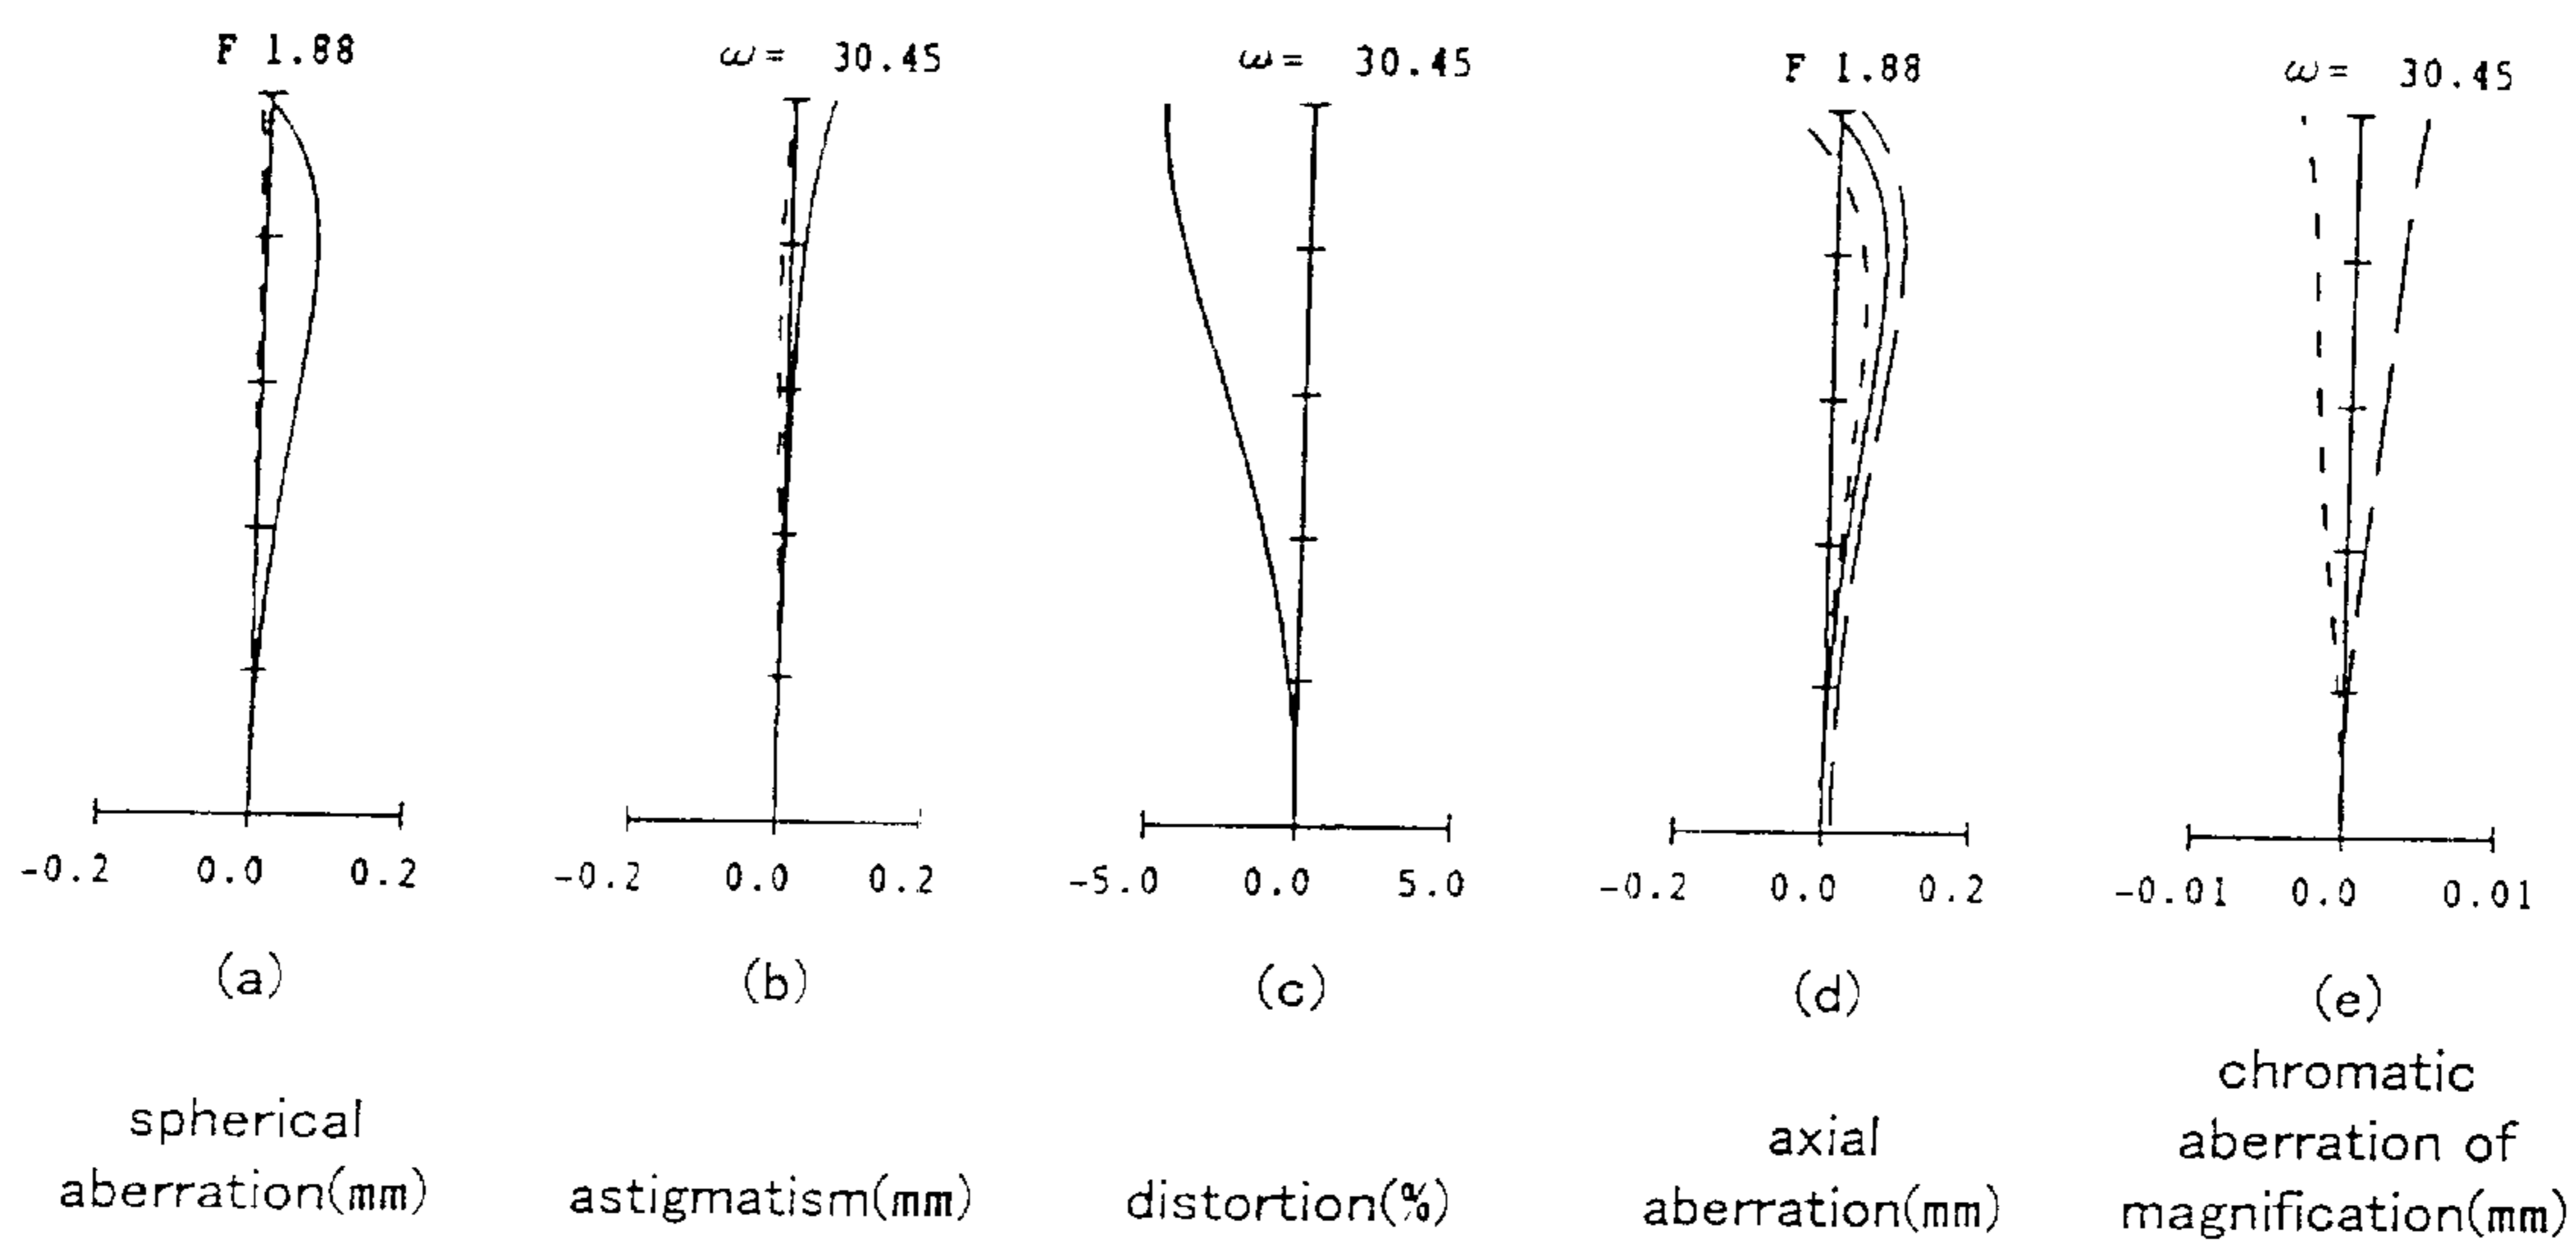 F 1.88
ω= 30.45
ω= 30.45
F 1.88
ω= 30.45
-0.2 0.0 0.2
-0.2 0.0 0.2
-5.0 0.0 5.0
-0.2 0.0 0.2
-0.01 0.0 0.01
(a)
(b)
(c)
(d)
(e)
spherical
aberration(mm)
astigmatism(mm)
distortion(%)
axial
aberration(mm)
chromatic
aberration of
magnification(mm)